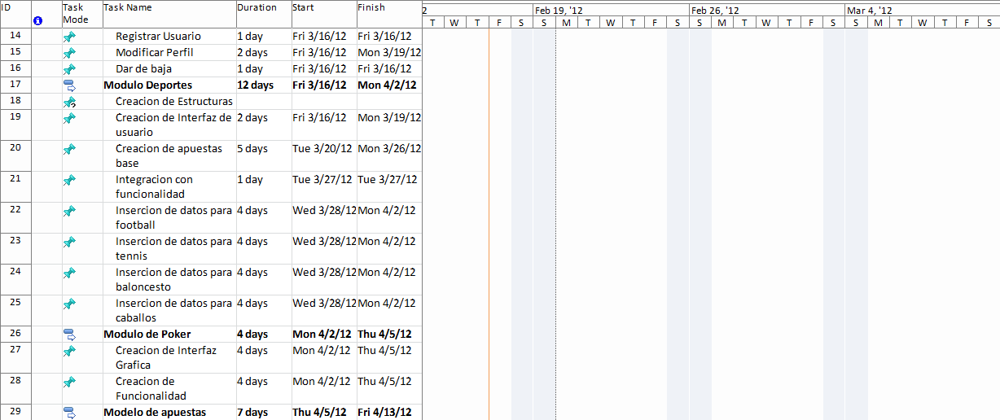 ID Task Mode Task Name Duration Start Finish
2 Feb 19, '12 Feb 26, '12 Mar 4, '12
T W T F S S M T W T F S S M T W T F S S M T W T F S
14 Registrar Usuario 1 day Fri 3/16/12 Fri 3/16/12
15 Modificar Perfil 2 days Fri 3/16/12 Mon 3/19/12
16 Dar de baja 1 day Fri 3/16/12 Fri 3/16/12
17 Modulo Deportes 12 days Fri 3/16/12 Mon 4/2/12
18 Creacion de Estructuras
19 Creacion de Interfaz de 2 days Fri 3/16/12 Mon 3/19/12
usuario
20 Creacion de apuestas 5 days Tue 3/20/12 Mon 3/26/12
base
21 Integracion con 1 day Tue 3/27/12 Tue 3/27/12
funcionalidad
22 Insercion de datos para 4 days Wed 3/28/12 Mon 4/2/12
football
23 Insercion de datos para 4 days Wed 3/28/12 Mon 4/2/12
tennis
24 Insercion de datos para 4 days Wed 3/28/12 Mon 4/2/12
baloncesto
25 Insercion de datos para 4 days Wed 3/28/12 Mon 4/2/12
caballos
26 Modulo de Poker 4 days Mon 4/2/12 Thu 4/5/12
27 Creacion de Interfaz 4 days Mon 4/2/12 Thu 4/5/12
Grafica
28 Creacion de 4 days Mon 4/2/12 Thu 4/5/12
Funcionalidad
29 Modelo de apuestas 7 days Thu 4/5/12 Fri 4/13/12